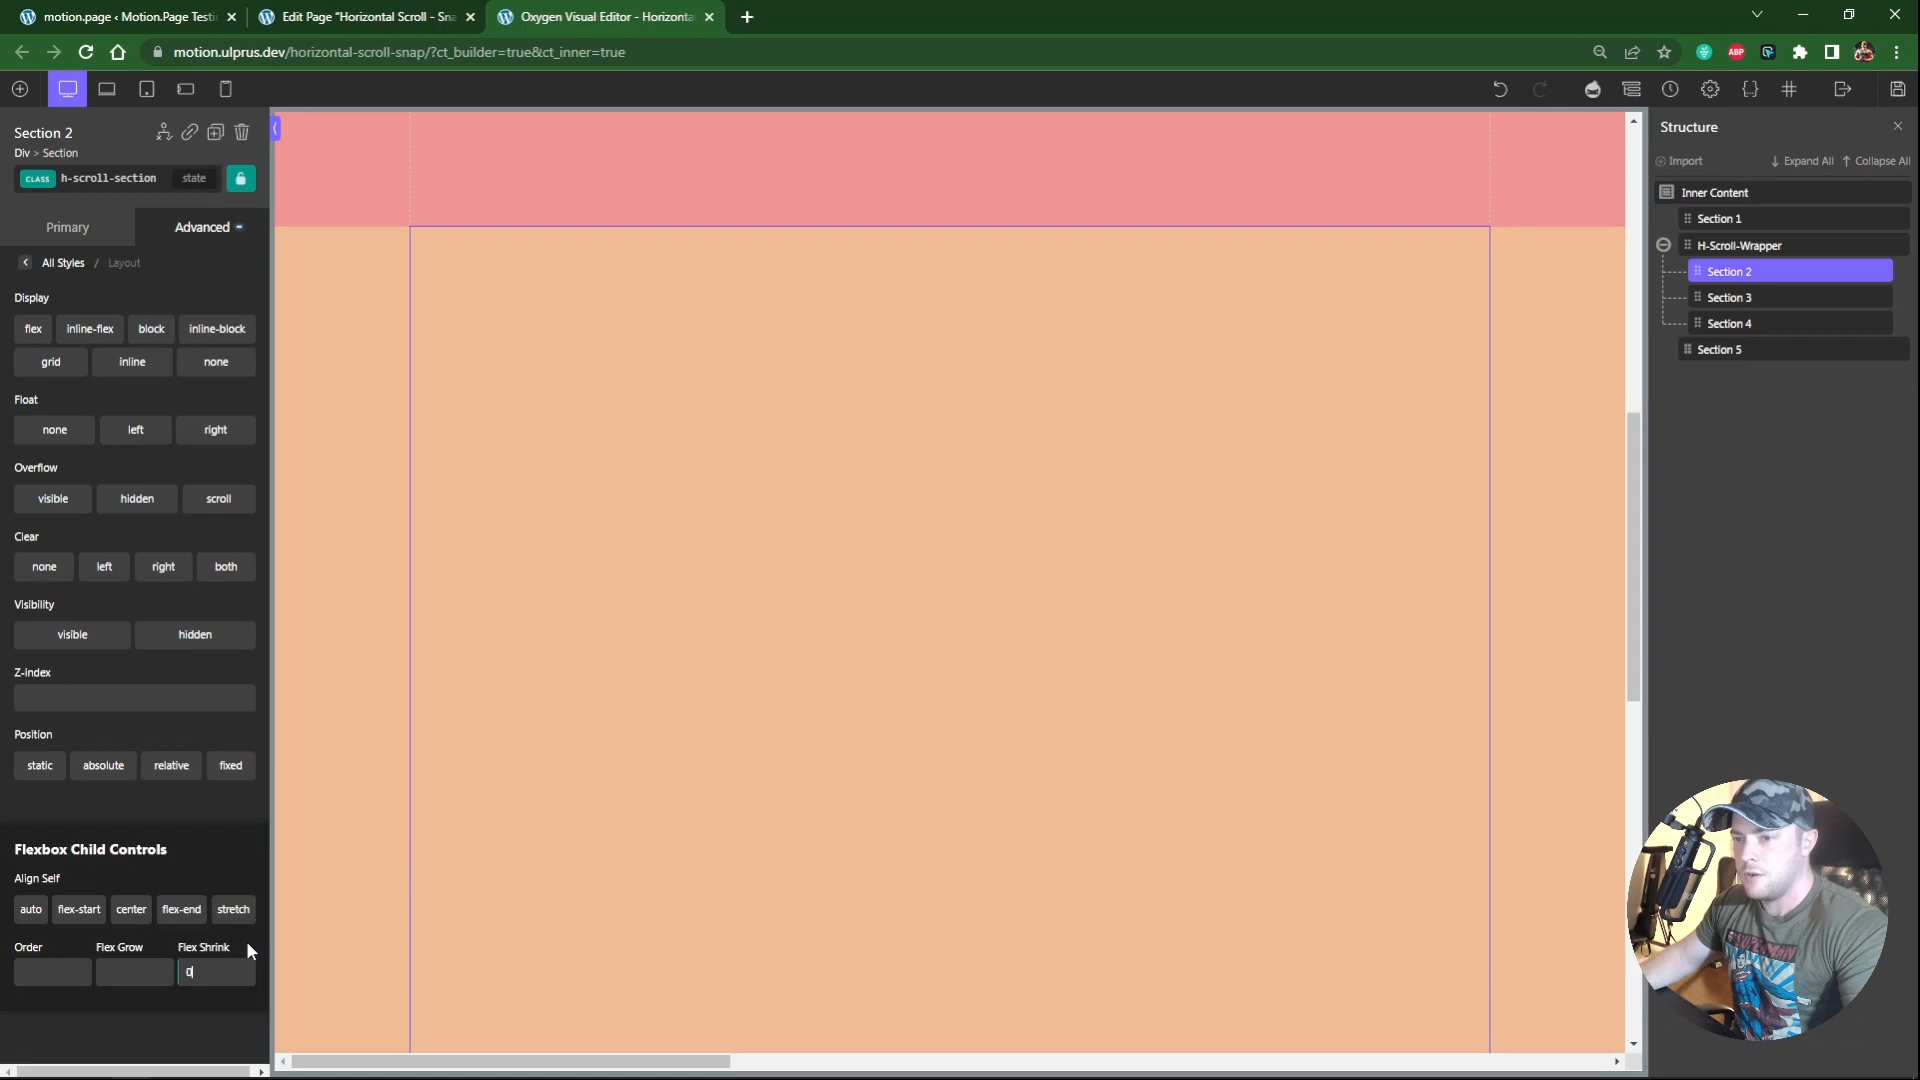 motion.page ‹ Motion.Page Testi
Edit Page "Horizontal Scroll - Sna
Oxygen Visual Editor - Horizonta
motion.ulprus.dev/horizontal-scroll-snap/?ct_builder=true&ct_inner=true
ABP
Section 2
Div > Section
CLASS h-scroll-section state
Primary Advanced
All Styles / Layout
Display
flex inline-flex block inline-block
grid inline none
Float
none left right
Overflow
visible hidden scroll
Clear
none left right both
Visibility
visible hidden
Z-index
Position
static absolute relative fixed
Flexbox Child Controls
Align Self
auto flex-start center flex-end stretch
Order Flex Grow Flex Shrink
0
Structure
Import Expand All Collapse All
Inner Content
Section 1
H-Scroll-Wrapper
Section 2
Section 3
Section 4
Section 5